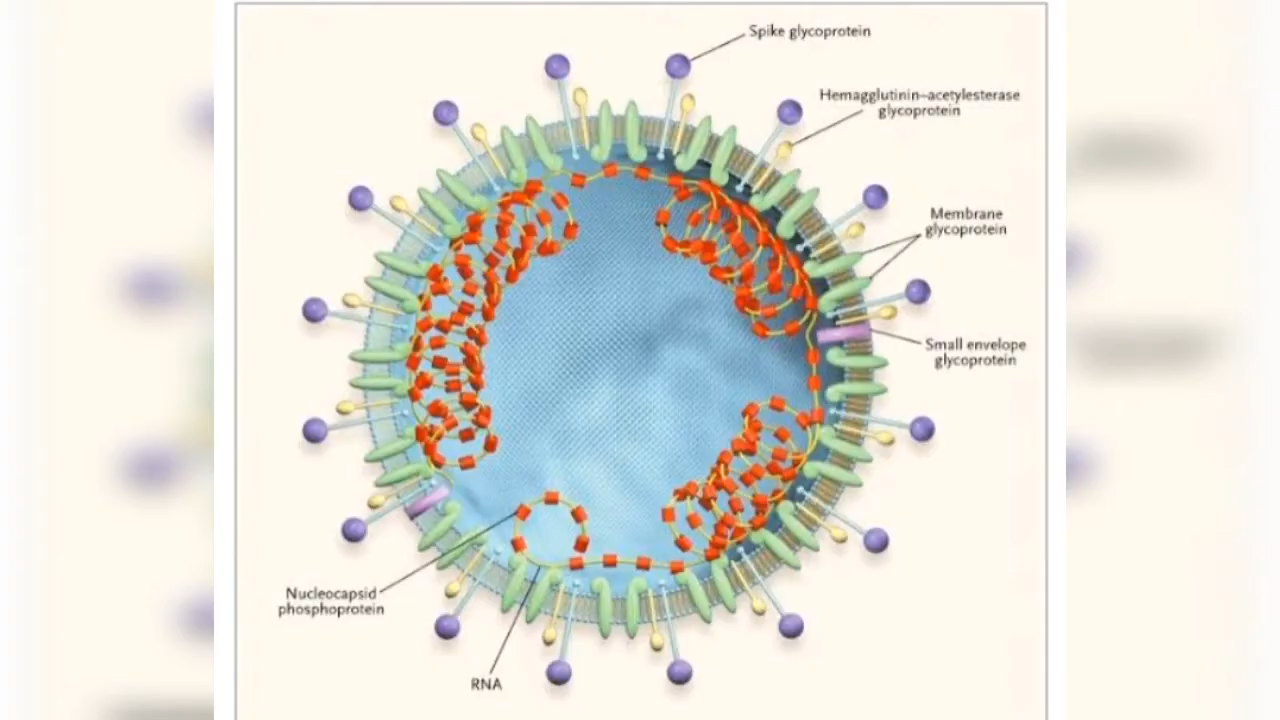 Spike glycoprotein
Hemagglutinin–acetylesterase
glycoprotein
Membrane
glycoprotein
Small envelope
glycoprotein
Nucleocapsid
phosphoprotein
RNA